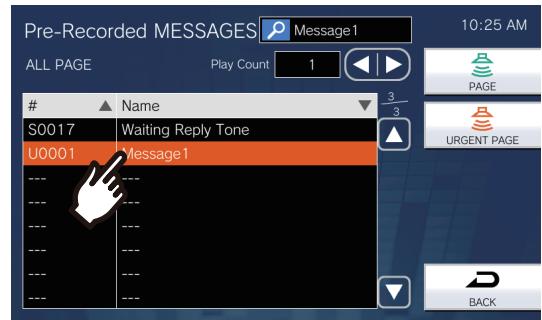 Pre-Recorded MESSAGES Message1 10:25 AM
ALL PAGE Play Count 1
PAGE
# Name 3/3
S0017 Waiting Reply Tone
URGENT PAGE
U0001 Message1
--- ---
--- ---
--- ---
--- ---
--- ---
--- ---
BACK